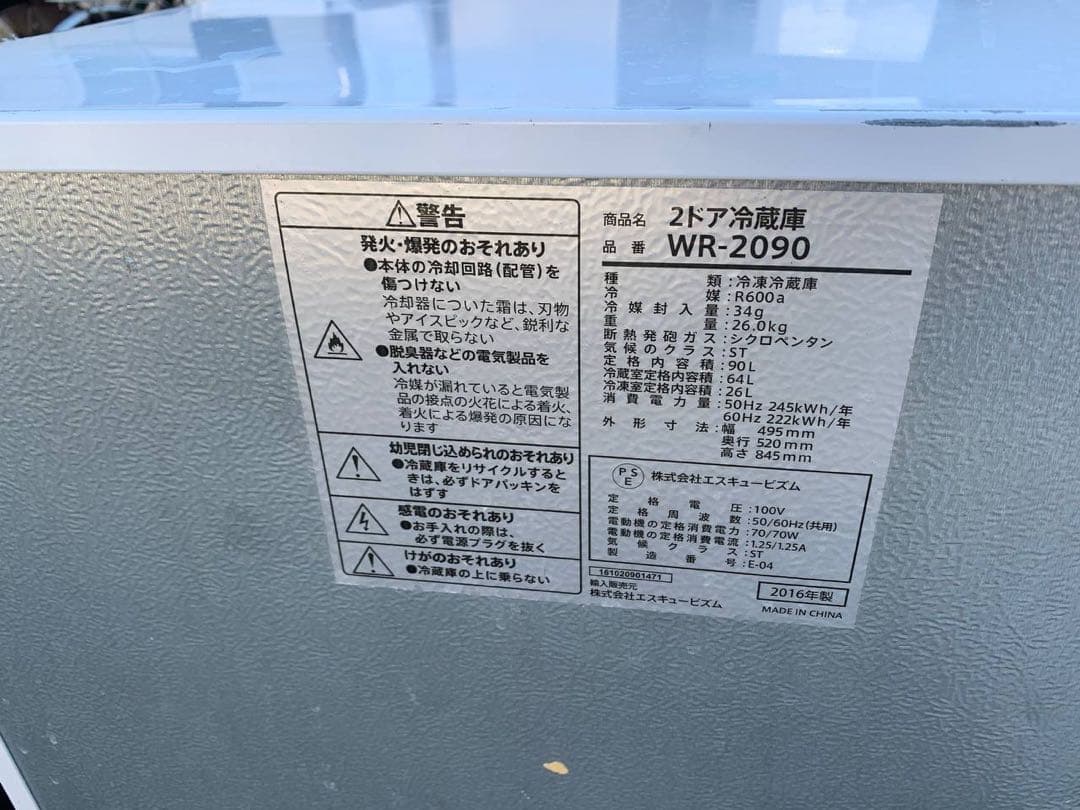 ⚠警告
発火・爆発のおそれあり
●本体の冷却回路(配管)を
傷つけない
冷却器についた霜は、刃物
やアイスピックなど、鋭利な
金属で取らない
●脱臭器などの電気製品を
入れない
冷媒が漏れていると電気製
品の接点の火花による着火、
着火による爆発の原因にな
ります
幼児閉じ込められのおそれあり
●冷蔵庫をリサイクルすると
きは、必ずドアパッキンを
はずす
感電のおそれあり
●お手入れの際は、
必ず電源プラグを抜く
けがのおそれあり
●冷蔵庫の上に乗らない
商品名 2ドア冷蔵庫
品番 WR-2090
種類:冷凍冷蔵庫
冷媒:R600a
冷媒封入量:34g
重量:26.0kg
断熱発砲ガス:シクロペンタン
気候のクラス:ST
定格内容積:90L
冷蔵室定格内容積:64L
冷凍室定格内容積:26L
消費電力量:50Hz 245kWh/年
60Hz 222kWh/年
外形寸法:幅 495mm
奥行 520mm
高さ 845mm
PSE 株式会社エスキュービズム
定格電圧:100V
定格周波数:50/60Hz(共用)
電動機の定格消費電力:70/70W
電動機の定格消費電流:1.25/1.25A
気候クラス:ST
製造番号:E-04
161020901471
輸入販売元
株式会社エスキュービズム
2016年製
MADE IN CHINA